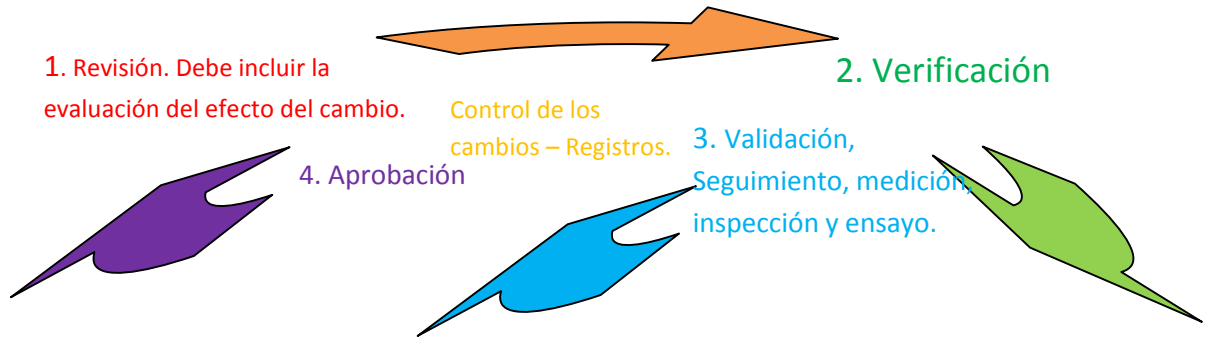 1. Revisión. Debe incluir la
evaluación del efecto del cambio.
2. Verificación
Control de los
cambios – Registros.
3. Validación,
Seguimiento, medición,
inspección y ensayo.
4. Aprobación